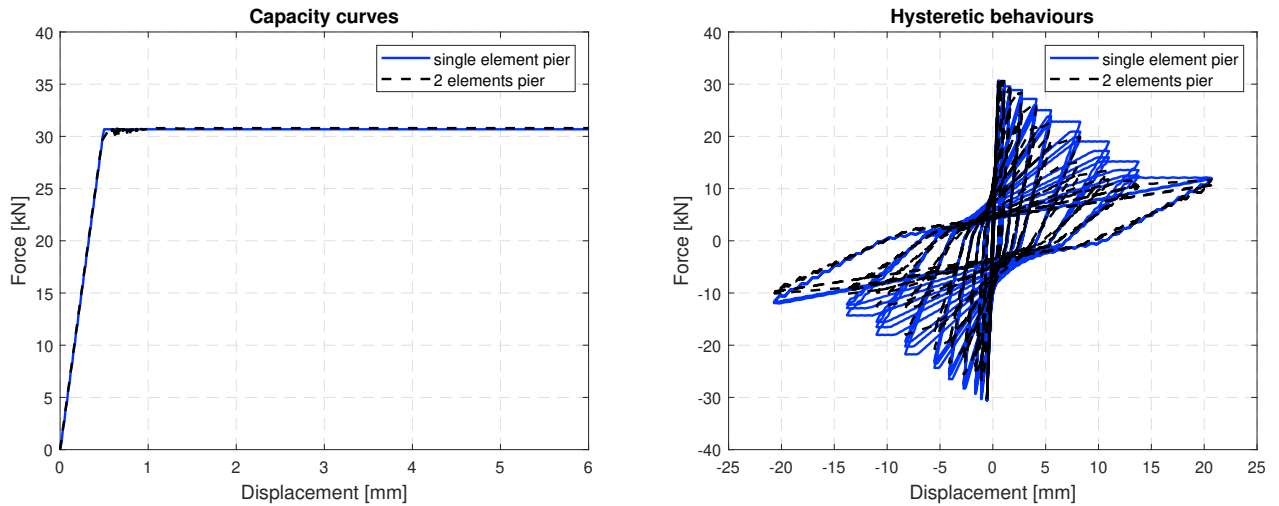 Capacity curves
40
35
30
25
20
15
10
5
0
0 1 2 3 4 5 6
Force [kN]
Displacement [mm]
single element pier
2 elements pier
Hysteretic behaviours
40
30
20
10
0
-10
-20
-30
-40
-25 -20 -15 -10 -5 0 5 10 15 20 25
Force [kN]
Displacement [mm]
single element pier
2 elements pier